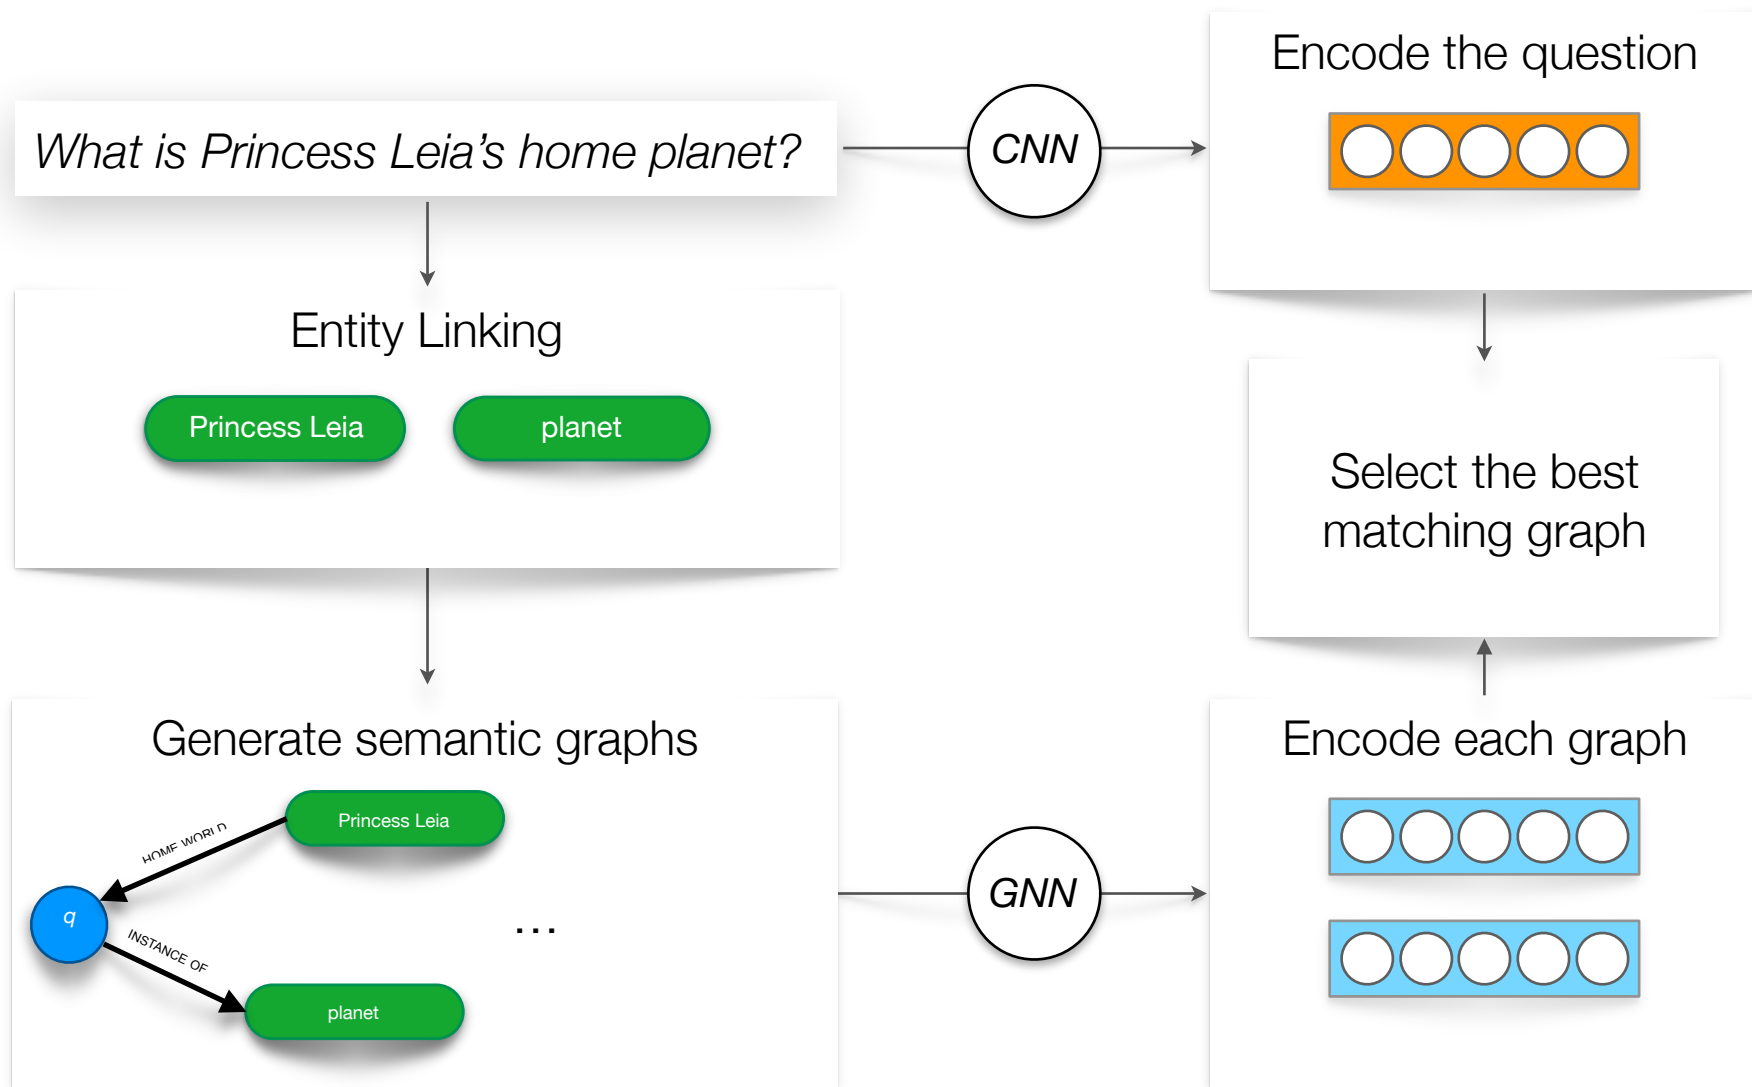 What is Princess Leia's home planet?
CNN
Encode the question
Entity Linking
Princess Leia
planet
Select the best
matching graph
Generate semantic graphs
Princess Leia
HOME WORLD
q
INSTANCE OF
planet
...
GNN
Encode each graph